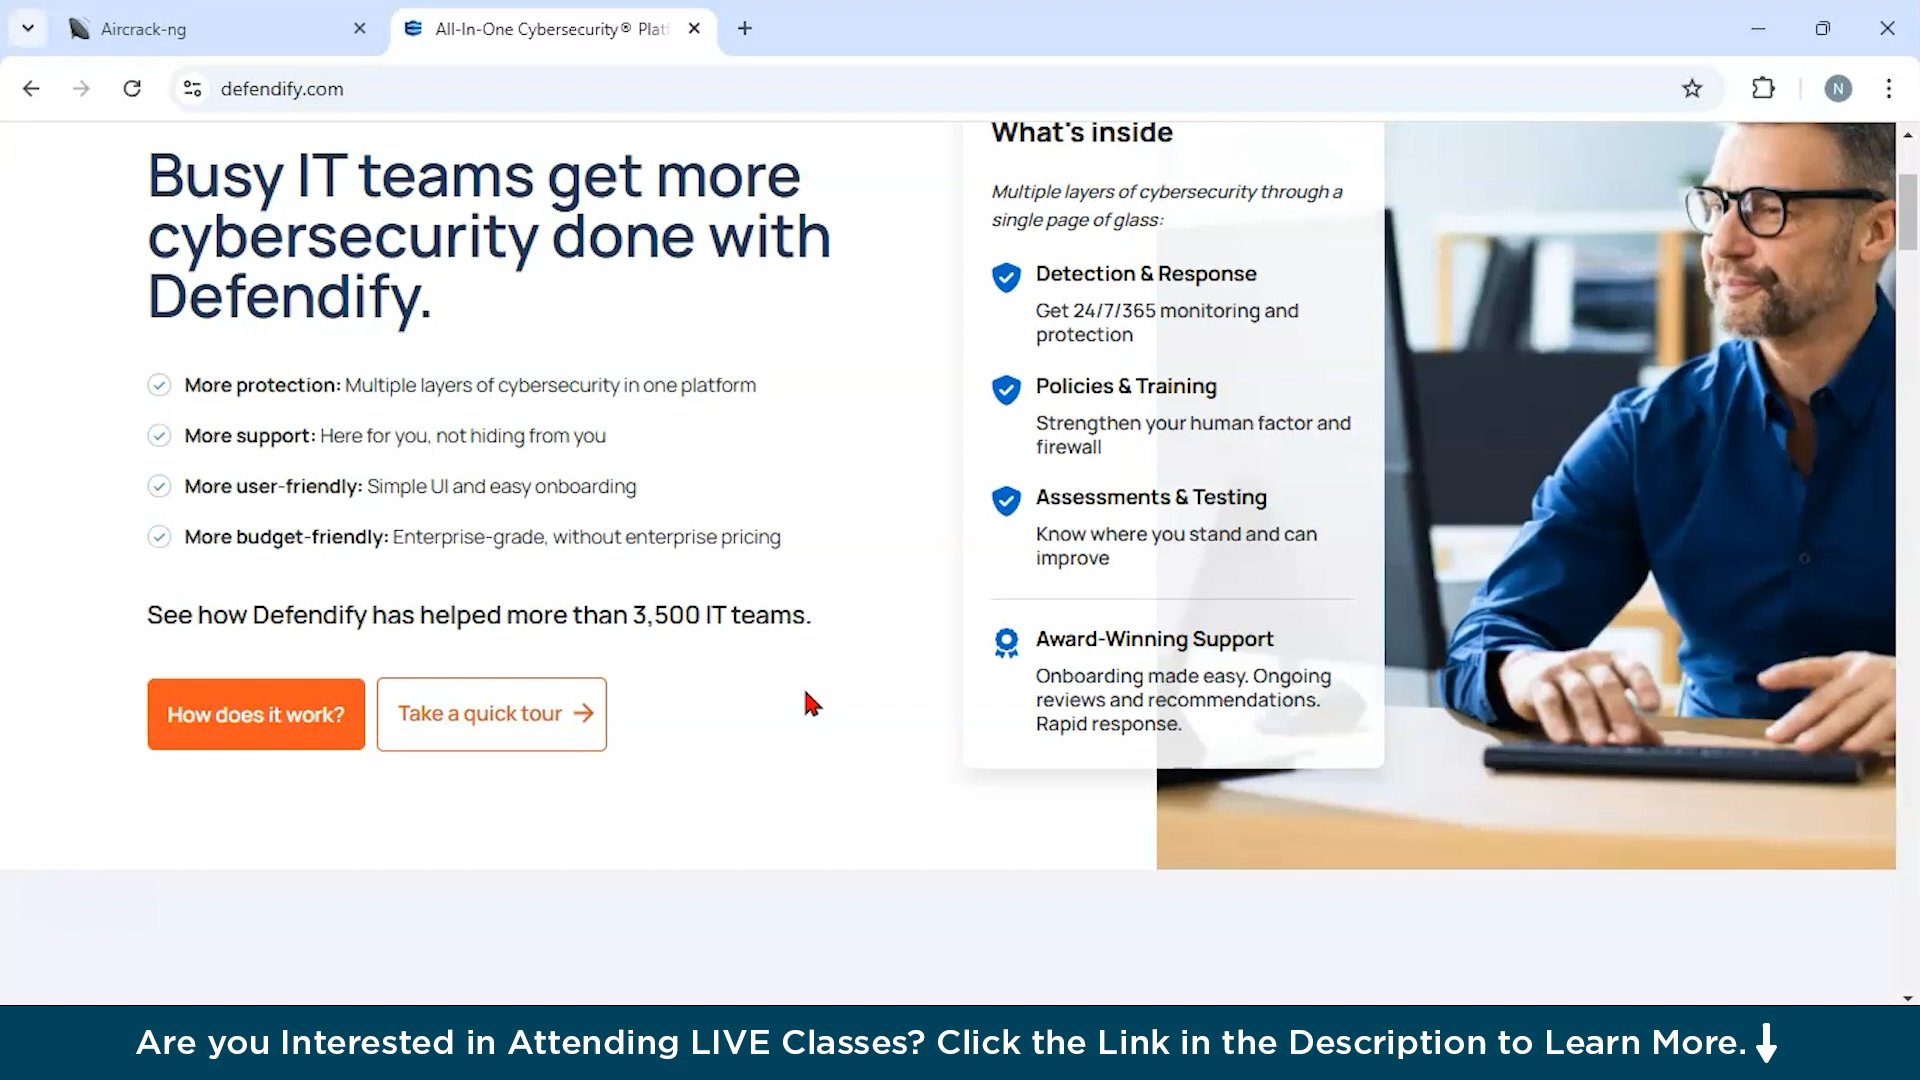 Aircrack-ng
All-In-One Cybersecurity® Plat
defendify.com
N
Busy IT teams get more
cybersecurity done with
Defendify.
More protection: Multiple layers of cybersecurity in one platform
More support: Here for you, not hiding from you
More user-friendly: Simple UI and easy onboarding
More budget-friendly: Enterprise-grade, without enterprise pricing
See how Defendify has helped more than 3,500 IT teams.
How does it work?
Take a quick tour →
What's inside
Multiple layers of cybersecurity through a
single page of glass:
Detection & Response
Get 24/7/365 monitoring and
protection
Policies & Training
Strengthen your human factor and
firewall
Assessments & Testing
Know where you stand and can
improve
Award-Winning Support
Onboarding made easy. Ongoing
reviews and recommendations.
Rapid response.
Are you Interested in Attending LIVE Classes? Click the Link in the Description to Learn More.